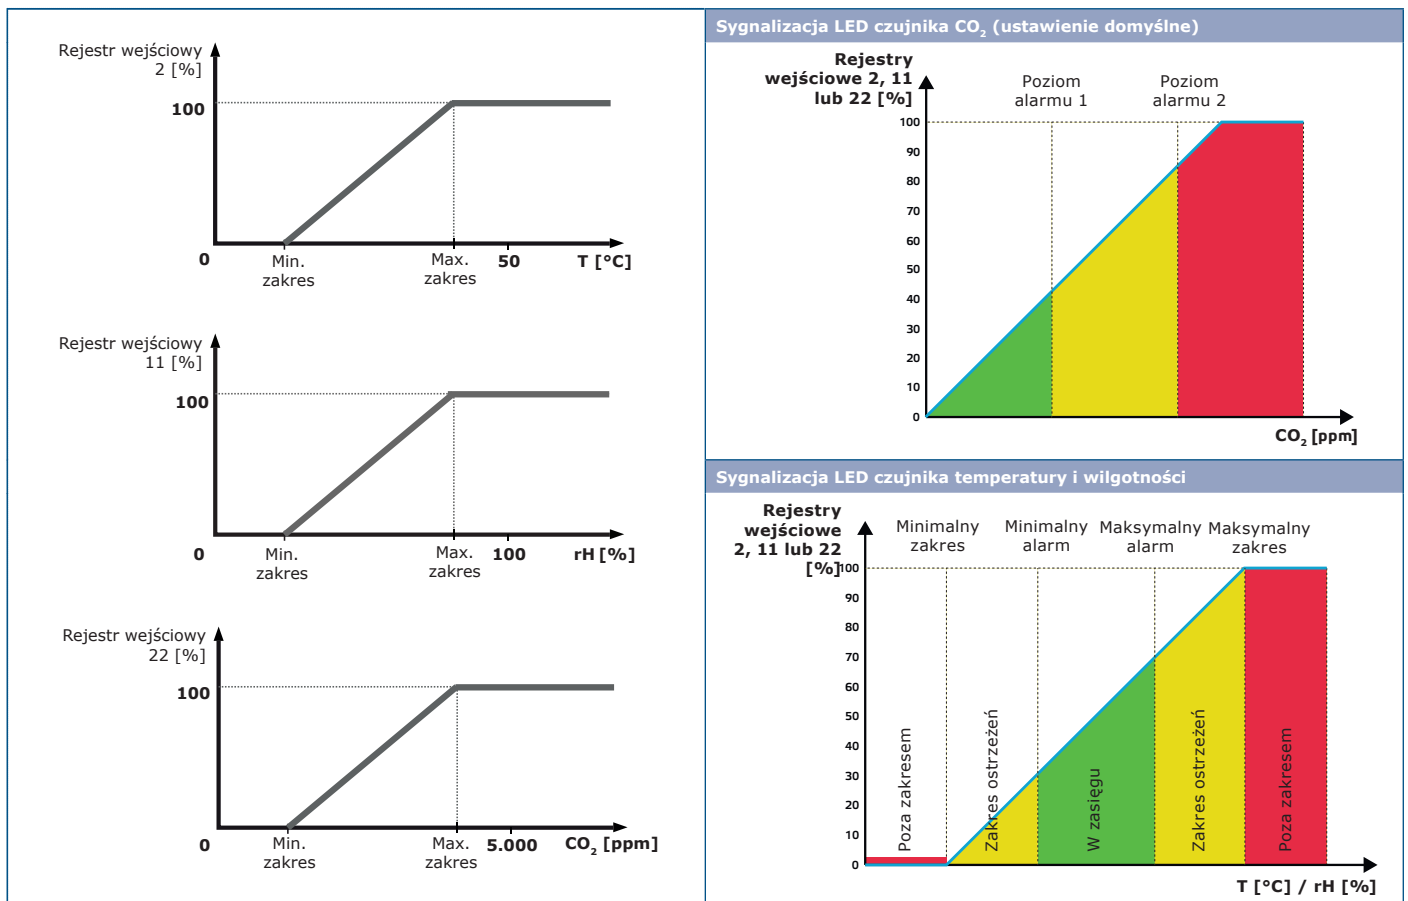 Rejestr wejściowy
2 [%]
100
0
Min.
zakres
Max.
zakres
50
T [°C]
Rejestr wejściowy
11 [%]
100
0
Min.
zakres
Max.
zakres
100
rH [%]
Rejestr wejściowy
22 [%]
100
0
Min.
zakres
Max.
zakres
5.000
CO₂ [ppm]
Sygnalizacja LED czujnika CO₂ (ustawienie domyślne)
Rejestry
wejściowe 2, 11
lub 22 [%]
Poziom
alarmu 1
Poziom
alarmu 2
100
90
80
70
60
50
40
30
20
10
0
CO₂ [ppm]
Sygnalizacja LED czujnika temperatury i wilgotności
Rejestry
wejściowe
2, 11 lub 22
[%]
Minimalny
zakres
Minimalny
alarm
Maksymalny
alarm
Maksymalny
zakres
100
90
80
70
60
50
40
30
20
10
0
Poza zakresem
Zakres ostrzeżeń
W zasięgu
Zakres ostrzeżeń
Poza zakresem
T [°C] / rH [%]